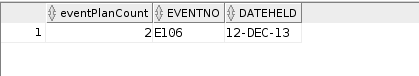 eventPlanCount EVENTNO DATEHELD
1 2 E106 12-DEC-13